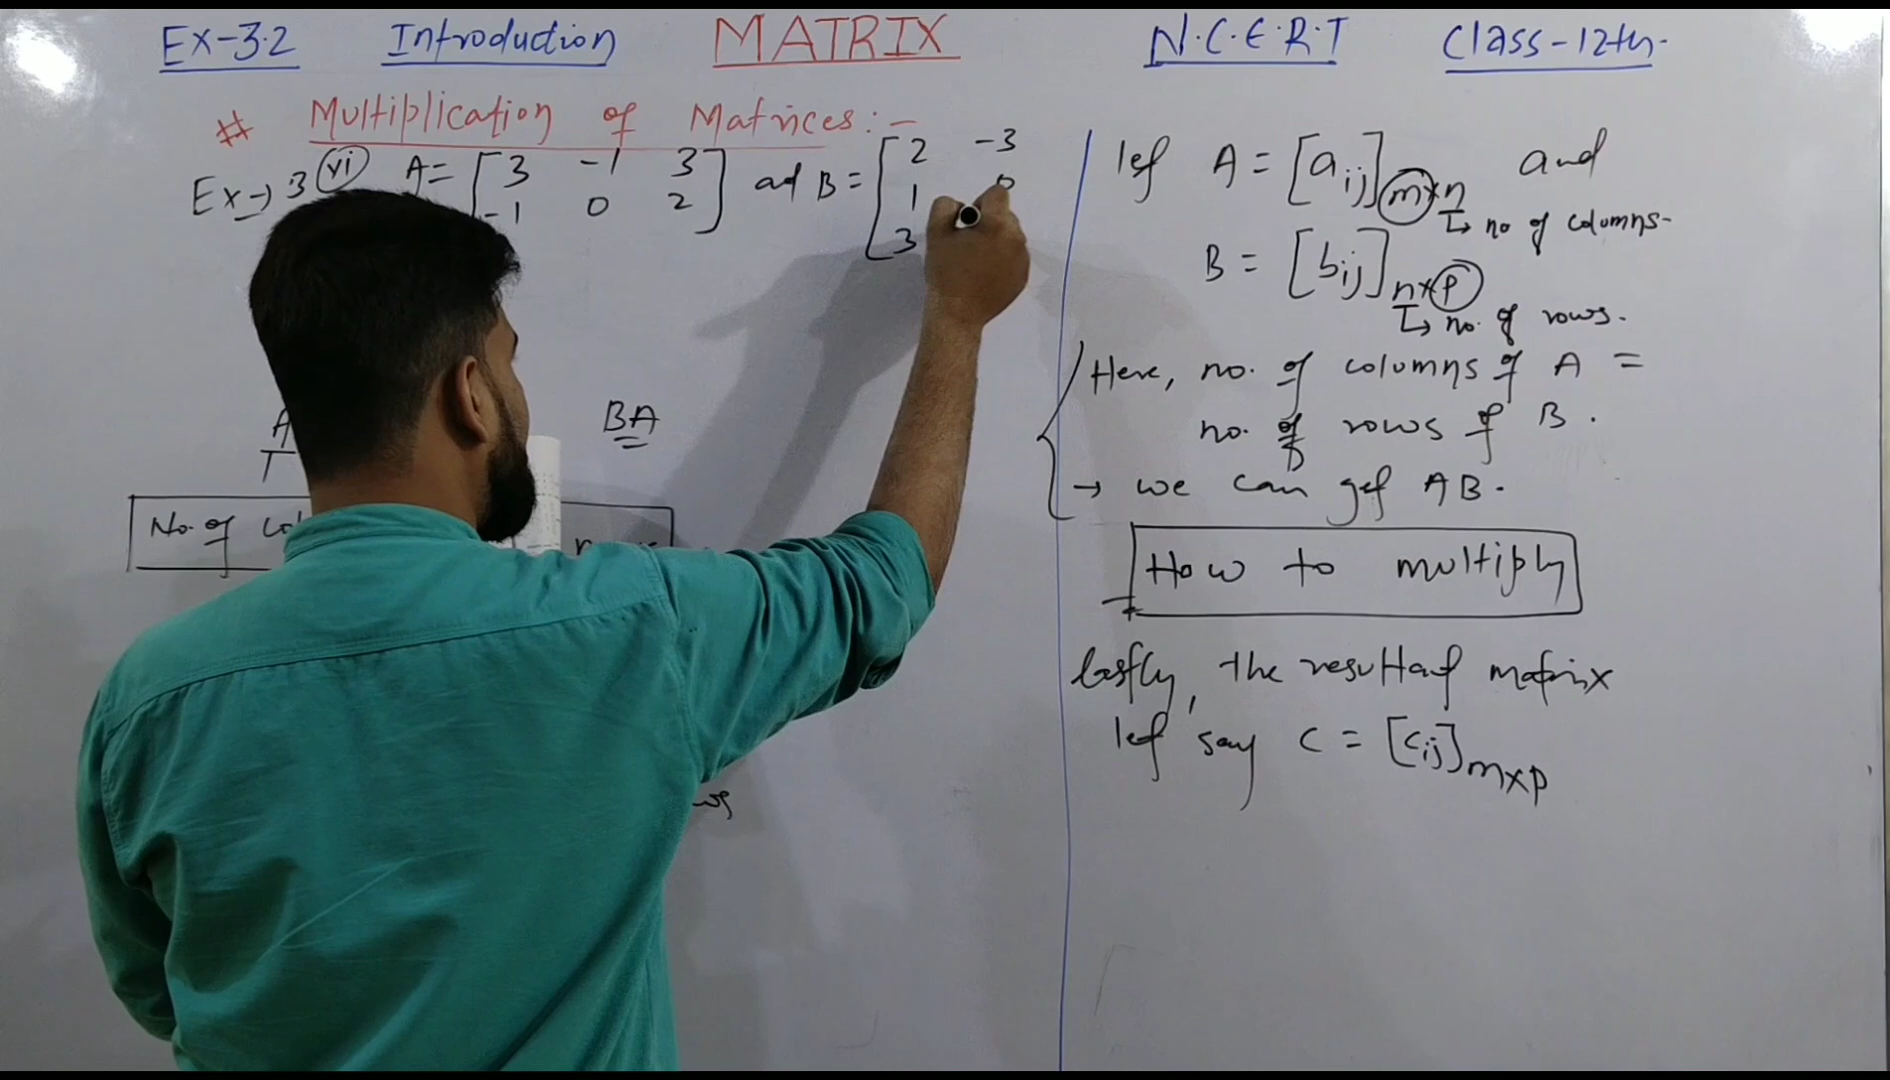 Ex-3.2 Introduction MATRIX N.C.E.R.T Class-12th.
# Multiplication of Matrices:-
Ex→ 3 (vi) A = [ 3 -1 3 ] and B = [ 2 -3
-1 0 2 1 0
3
BA
No. of
let A = [aij] m×n and
↳ no of columns-
B = [bij] n×p
↳ no. of rows.
Here, no. of columns of A =
no. of rows of B.
→ we can get AB.
How to multiply
lastly, the resultant matrix
let say C = [cij] m×p